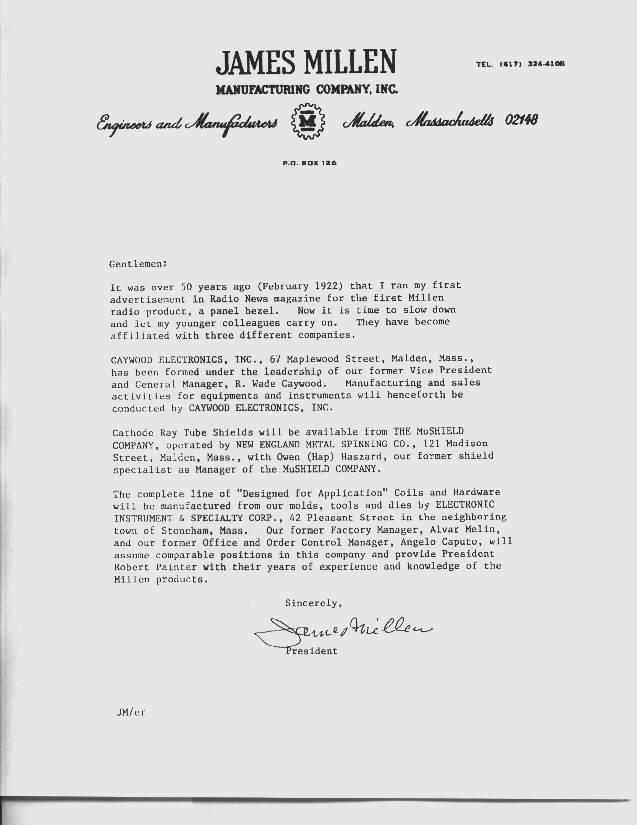 JAMES MILLEN
TEL. (617) 324-4108
MANUFACTURING COMPANY, INC.
Engineers and Manufacturers M Malden, Massachusetts 02148
P.O. BOX 126
Gentlemen:
It was over 50 years ago (February 1922) that I ran my first
advertisement in Radio News magazine for the first Millen
radio product, a panel bezel. Now it is time to slow down
and let my younger colleagues carry on. They have become
affiliated with three different companies.
CAYWOOD ELECTRONICS, INC., 67 Maplewood Street, Malden, Mass.,
has been formed under the leadership of our former Vice President
and General Manager, R. Wade Caywood. Manufacturing and sales
activities for equipments and instruments will henceforth be
conducted by CAYWOOD ELECTRONICS, INC.
Cathode Ray Tube Shields will be available from THE MuSHIELD
COMPANY, operated by NEW ENGLAND METAL SPINNING CO., 121 Madison
Street, Malden, Mass., with Owen (Hap) Haszard, our former shield
specialist as Manager of the MuSHIELD COMPANY.
The complete line of "Designed for Application" Coils and Hardware
will be manufactured from our molds, tools and dies by ELECTRONIC
INSTRUMENT & SPECIALTY CORP., 42 Pleasant Street in the neighboring
town of Stoneham, Mass. Our former Factory Manager, Alvar Melin,
and our former Office and Order Control Manager, Angelo Caputo, will
assume comparable positions in this company and provide President
Robert Painter with their years of experience and knowledge of the
Millen products.
Sincerely,
James Millen
President
JM/er